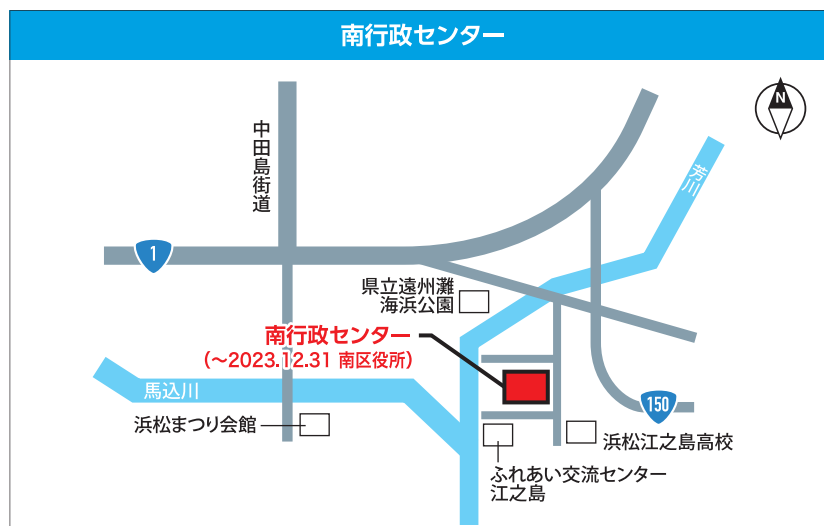 南行政センター
N
中田島街道
芳川
1
県立遠州灘
海浜公園
南行政センター
(～2023.12.31 南区役所)
馬込川
150
浜松まつり会館
浜松江之島高校
ふれあい交流センター
江之島